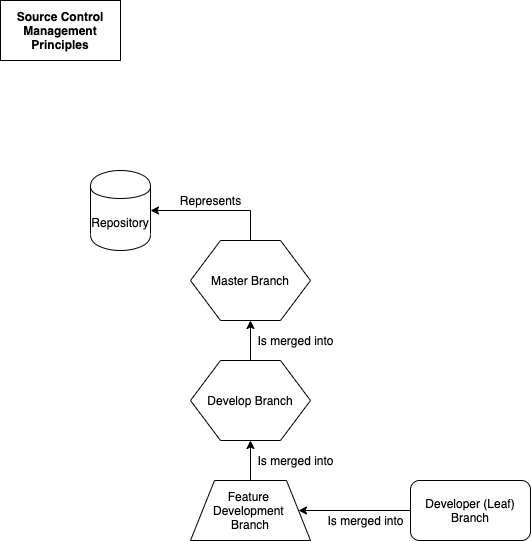 Source Control
Management
Principles
Represents
Repository
Master Branch
Is merged into
Develop Branch
Is merged into
Feature
Development
Branch
Developer (Leaf)
Branch
Is merged into